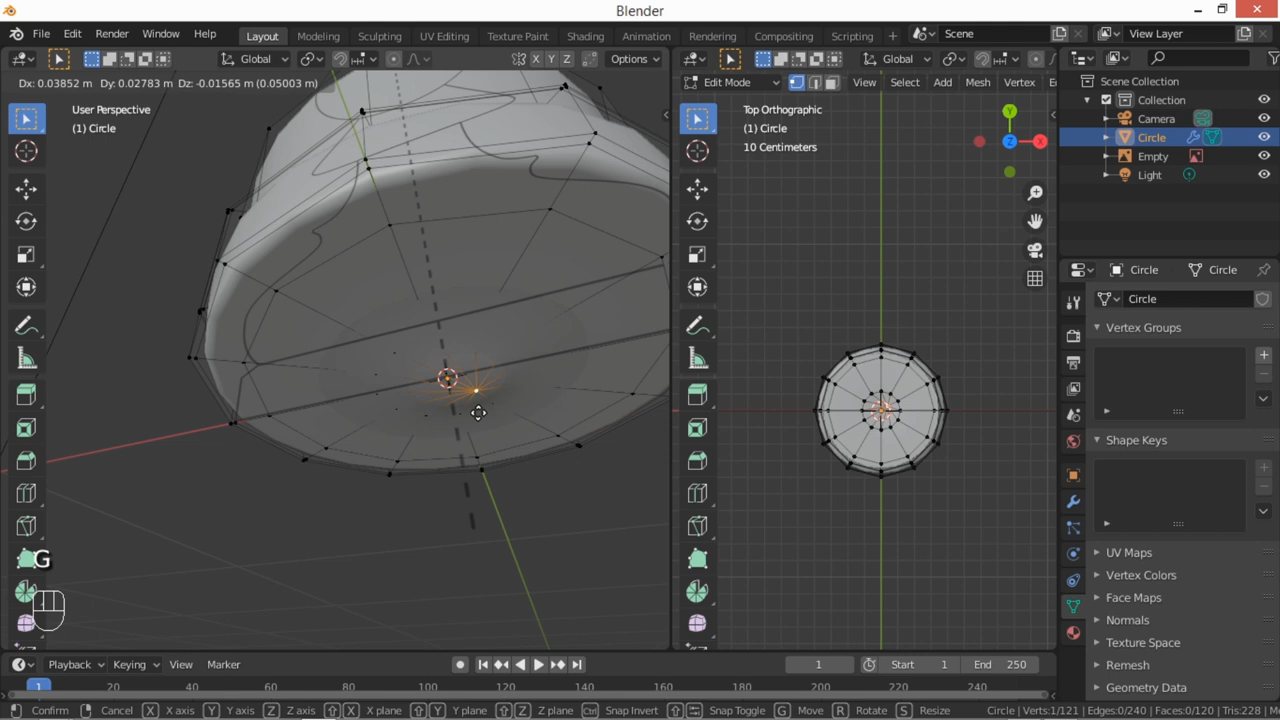 Blender
File Edit Render Window Help Layout Modeling Sculpting UV Editing Texture Paint Shading Animation Rendering Compositing Scripting + Scene View Layer
Global X Y Z Options Global
Dx: 0.03852 m Dy: 0.02783 m Dz: -0.01565 m (0.05003 m) Edit Mode View Select Add Mesh Vertex
User Perspective
(1) Circle
Top Orthographic
(1) Circle
10 Centimeters
Y
Z X
Scene Collection
Collection
Camera
Circle
Empty
Light
Circle Circle
Circle
Vertex Groups
Shape Keys
UV Maps
Vertex Colors
Face Maps
Normals
Texture Space
Remesh
Geometry Data
G
Playback Keying View Marker 1 Start 1 End 250
1 20 40 60 80 100 120 140 160 180 200 220 240
Confirm Cancel X X axis Y Y axis Z Z axis X X plane Y Y plane Z Z plane Ctrl Snap Invert Snap Toggle G Move R Rotate S Resize Circle | Verts:1/121 | Edges:0/240 | Faces:0/120 | Tris:228 | M